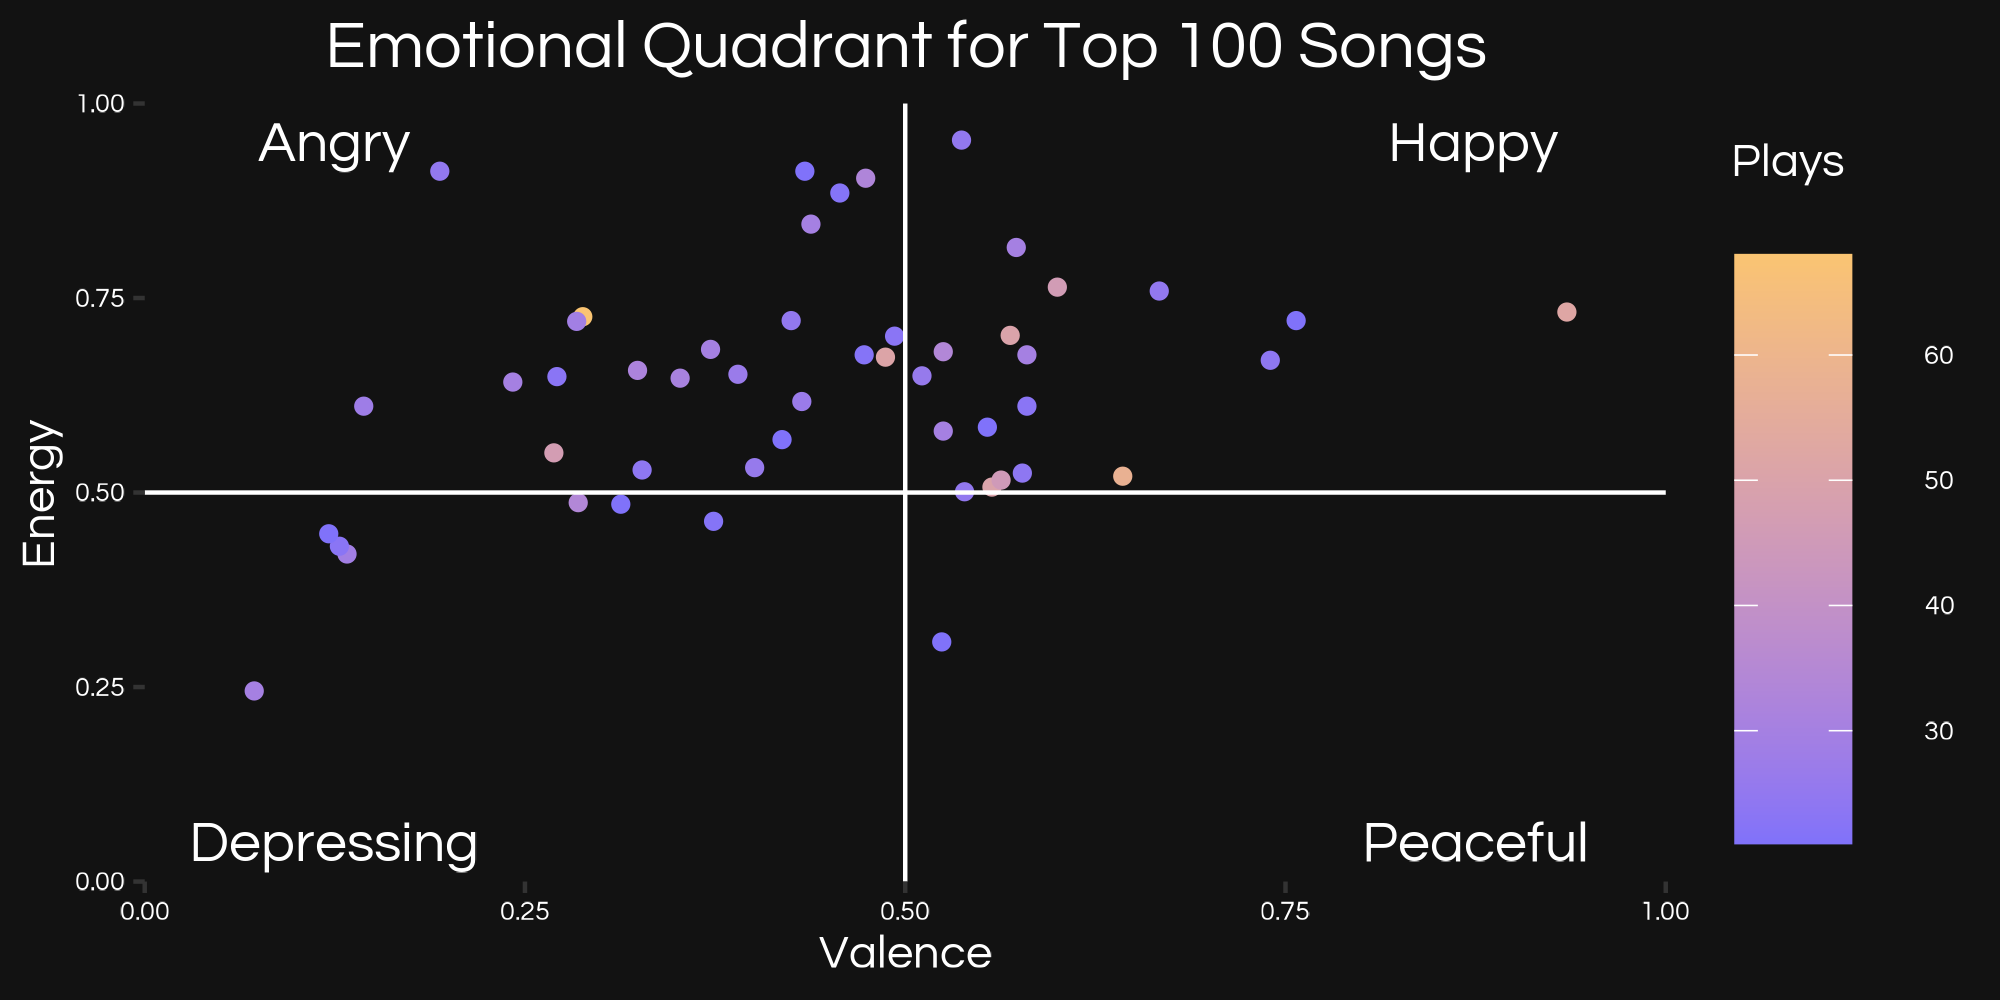 Emotional Quadrant for Top 100 Songs
1.00
Angry
Happy
Plays
0.75
60
50
Energy
0.50
40
0.25
30
Depressing
Peaceful
0.00
0.00
0.25
0.50
0.75
1.00
Valence